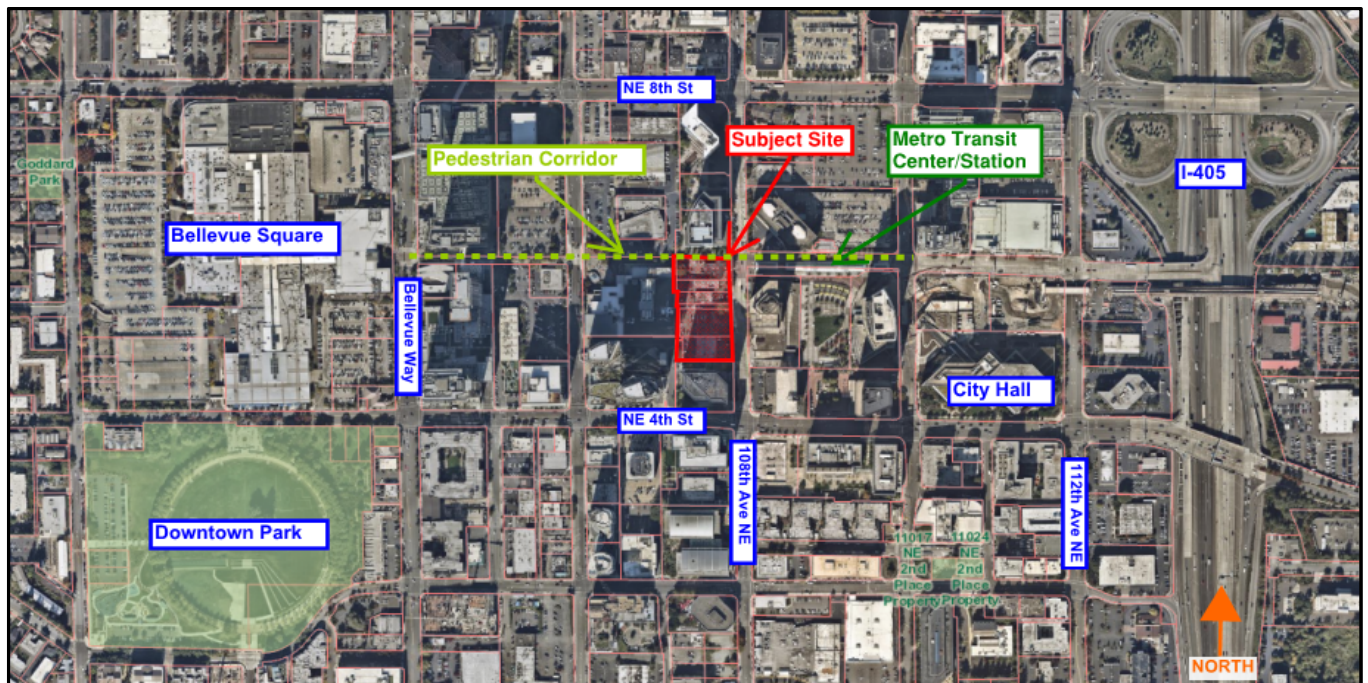 NE 8th St
Subject Site
Metro Transit
Center/Station
Pedestrian Corridor
Goddard
Park
I-405
Bellevue Square
Bellevue Way
City Hall
NE 4th St
108th Ave NE
112th Ave NE
Downtown Park
11017
NE
2nd
Place
Property
11024
NE
2nd
Place
Property
NORTH